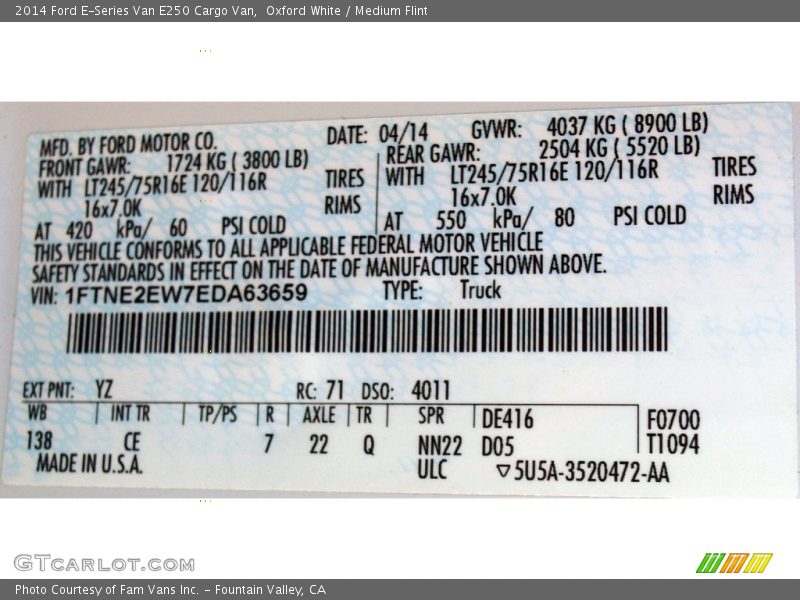 2014 Ford E-Series Van E250 Cargo Van,  Oxford White / Medium Flint
MFD. BY FORD MOTOR CO. DATE: 04/14 GVWR: 4037 KG ( 8900 LB)
FRONT GAWR: 1724 KG ( 3800 LB) REAR GAWR: 2504 KG ( 5520 LB)
WITH LT245/75R16E 120/116R TIRES WITH LT245/75R16E 120/116R TIRES
16x7.0K RIMS 16x7.0K RIMS
AT 420 kPa/ 60 PSI COLD AT 550 kPa/ 80 PSI COLD
THIS VEHICLE CONFORMS TO ALL APPLICABLE FEDERAL MOTOR VEHICLE
SAFETY STANDARDS IN EFFECT ON THE DATE OF MANUFACTURE SHOWN ABOVE.
VIN: 1FTNE2EW7EDA63659 TYPE: Truck
EXT PNT: YZ RC: 71 DSO: 4011
WB INT TR TP/PS R AXLE TR SPR DE416 F0700
138 CE 7 22 Q NN22 D05 T1094
MADE IN U.S.A. ULC 5U5A-3520472-AA
GTCarLot.com
Photo Courtesy of Fam Vans Inc. - Fountain Valley, CA